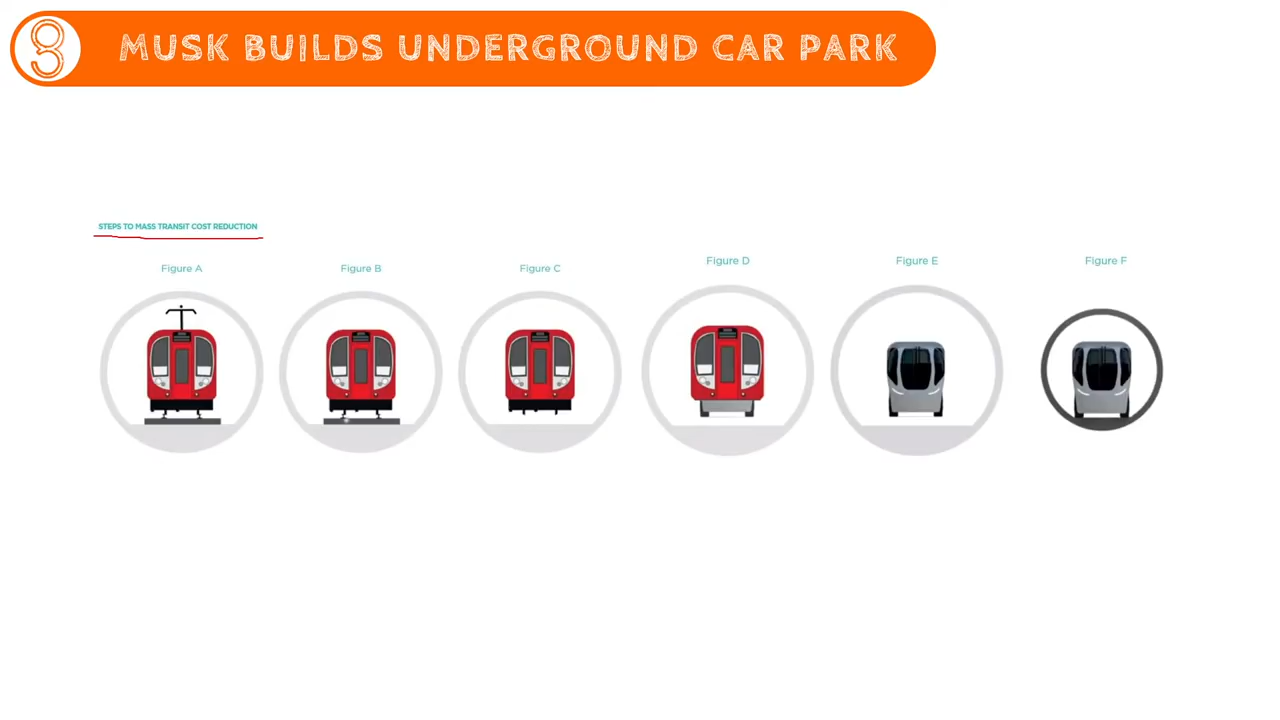 8 MUSK BUILDS UNDERGROUND CAR PARK
STEPS TO MASS TRANSIT COST REDUCTION
Figure A Figure B Figure C Figure D Figure E Figure F